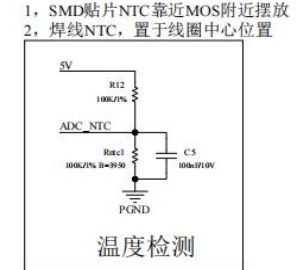 1，SMD贴片NTC靠近MOS附近摆放
2，焊线NTC，置于线圈中心位置
5V
R12
100K/1%
ADC_NTC
Rntc1
C5
100K/1% B=3950
100nF/10V
PGND
温度检测